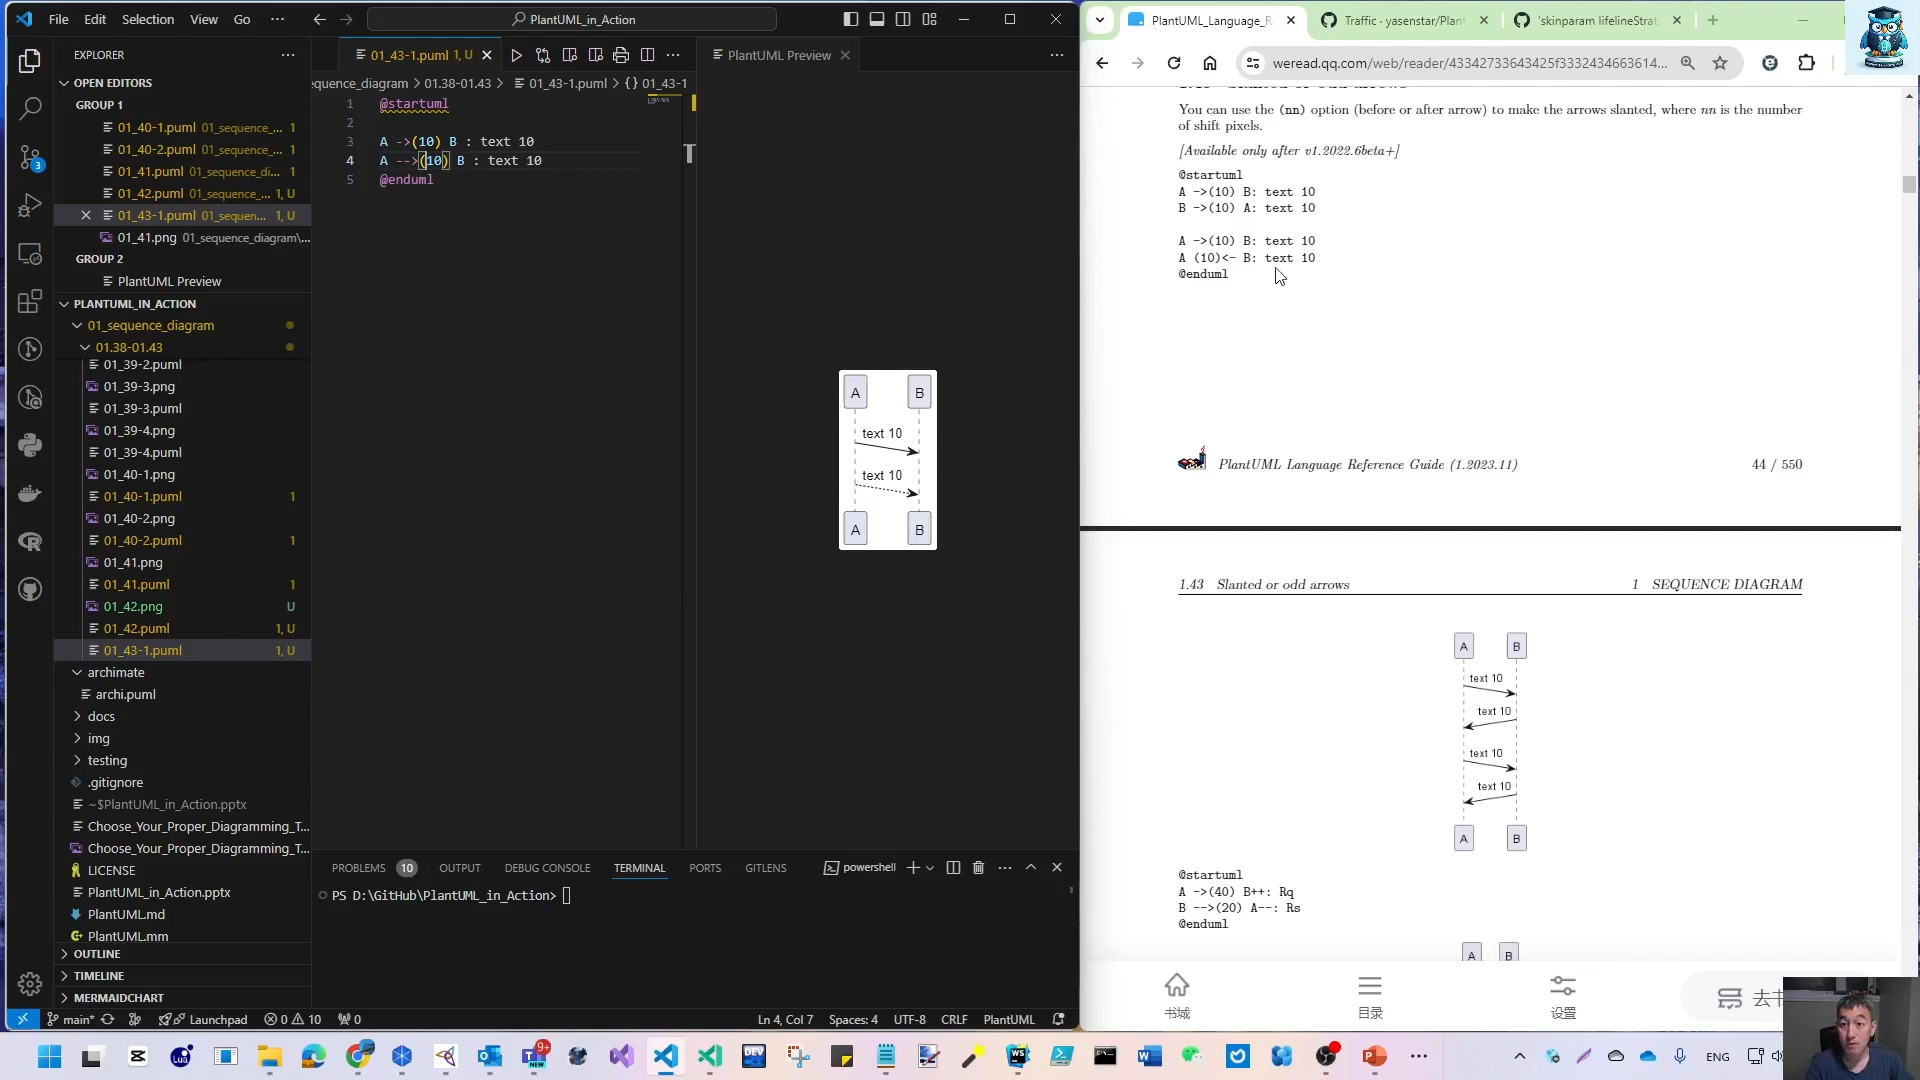 File Edit Selection View Go
PlantUML_in_Action
EXPLORER
OPEN EDITORS
GROUP 1
01_40-1.puml 01_sequence_... 1
01_40-2.puml 01_sequence_... 1
01_41.puml 01_sequence_di... 1
01_42.puml 01_sequence_... 1, U
01_43-1.puml 01_sequen... 1, U
01_41.png 01_sequence_diagram\...
GROUP 2
PlantUML Preview
PLANTUML_IN_ACTION
01_sequence_diagram
01.38-01.43
01_39-2.puml
01_39-3.png
01_39-3.puml
01_39-4.png
01_39-4.puml
01_40-1.png
01_40-1.puml 1
01_40-2.png
01_40-2.puml 1
01_41.png
01_41.puml 1
01_42.png U
01_42.puml 1, U
01_43-1.puml 1, U
archimate
archi.puml
docs
img
testing
.gitignore
~$PlantUML_in_Action.pptx
Choose_Your_Proper_Diagramming_T...
Choose_Your_Proper_Diagramming_T...
LICENSE
PlantUML_in_Action.pptx
PlantUML.md
PlantUML.mm
OUTLINE
TIMELINE
MERMAIDCHART
3
01_43-1.puml 1, U
equence_diagram > 01.38-01.43 > 01_43-1.puml > {} 01_43-1
1 @startuml
2
3 A ->(10) B : text 10
4 A -->(10) B : text 10
5 @enduml
PlantUML Preview
A B
text 10
text 10
A B
PROBLEMS 10 OUTPUT DEBUG CONSOLE TERMINAL PORTS GITLENS powershell
PS D:\GitHub\PlantUML_in_Action>
main* Launchpad 0 10 0 Ln 4, Col 7 Spaces: 4 UTF-8 CRLF PlantUML
PlantUML_Language_R Traffic · yasenstar/Plant 'skinparam lifelineStrat
weread.qq.com/web/reader/43342733643425f3332434663614...
You can use the (nn) option (before or after arrow) to make the arrows slanted, where nn is the number
of shift pixels.
[Available only after v1.2022.6beta+]
@startuml
A ->(10) B: text 10
B ->(10) A: text 10
A ->(10) B: text 10
A (10)<- B: text 10
@enduml
PlantUML Language Reference Guide (1.2023.11) 44 / 550
1.43 Slanted or odd arrows 1 SEQUENCE DIAGRAM
A B
text 10
text 10
text 10
text 10
A B
@startuml
A ->(40) B++: Rq
B -->(20) A--: Rs
@enduml
A B
书城 目录 设置 去书
ENG